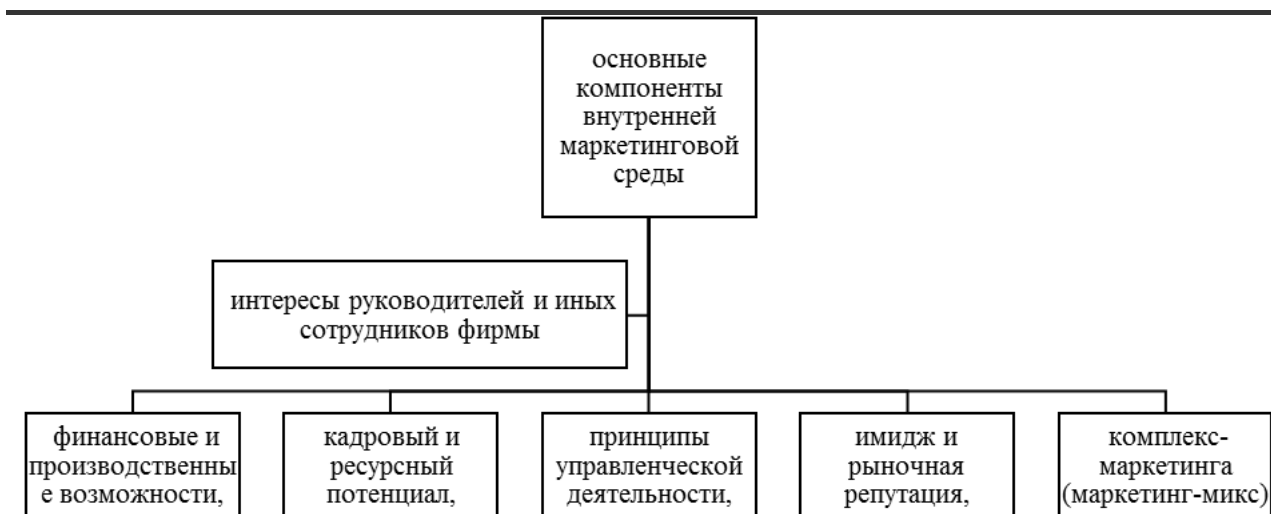 основные
компоненты
внутренней
маркетинговой
среды
интересы руководителей и иных
сотрудников фирмы
финансовые и
производственны
е возможности,
кадровый и
ресурсный
потенциал,
принципы
управленческой
деятельности,
имидж и
рыночная
репутация,
комплекс-
маркетинга
(маркетинг-микс)